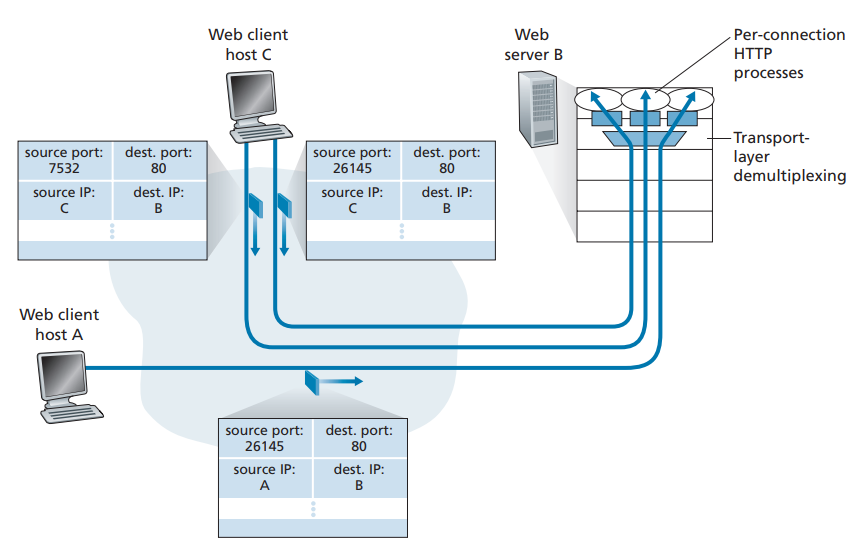 Web client
host C
Web
server B
Per-connection
HTTP
processes
Transport-
layer
demultiplexing
source port:
7532
dest. port:
80
source IP:
C
dest. IP:
B
source port:
26145
dest. port:
80
source IP:
C
dest. IP:
B
Web client
host A
source port:
26145
dest. port:
80
source IP:
A
dest. IP:
B